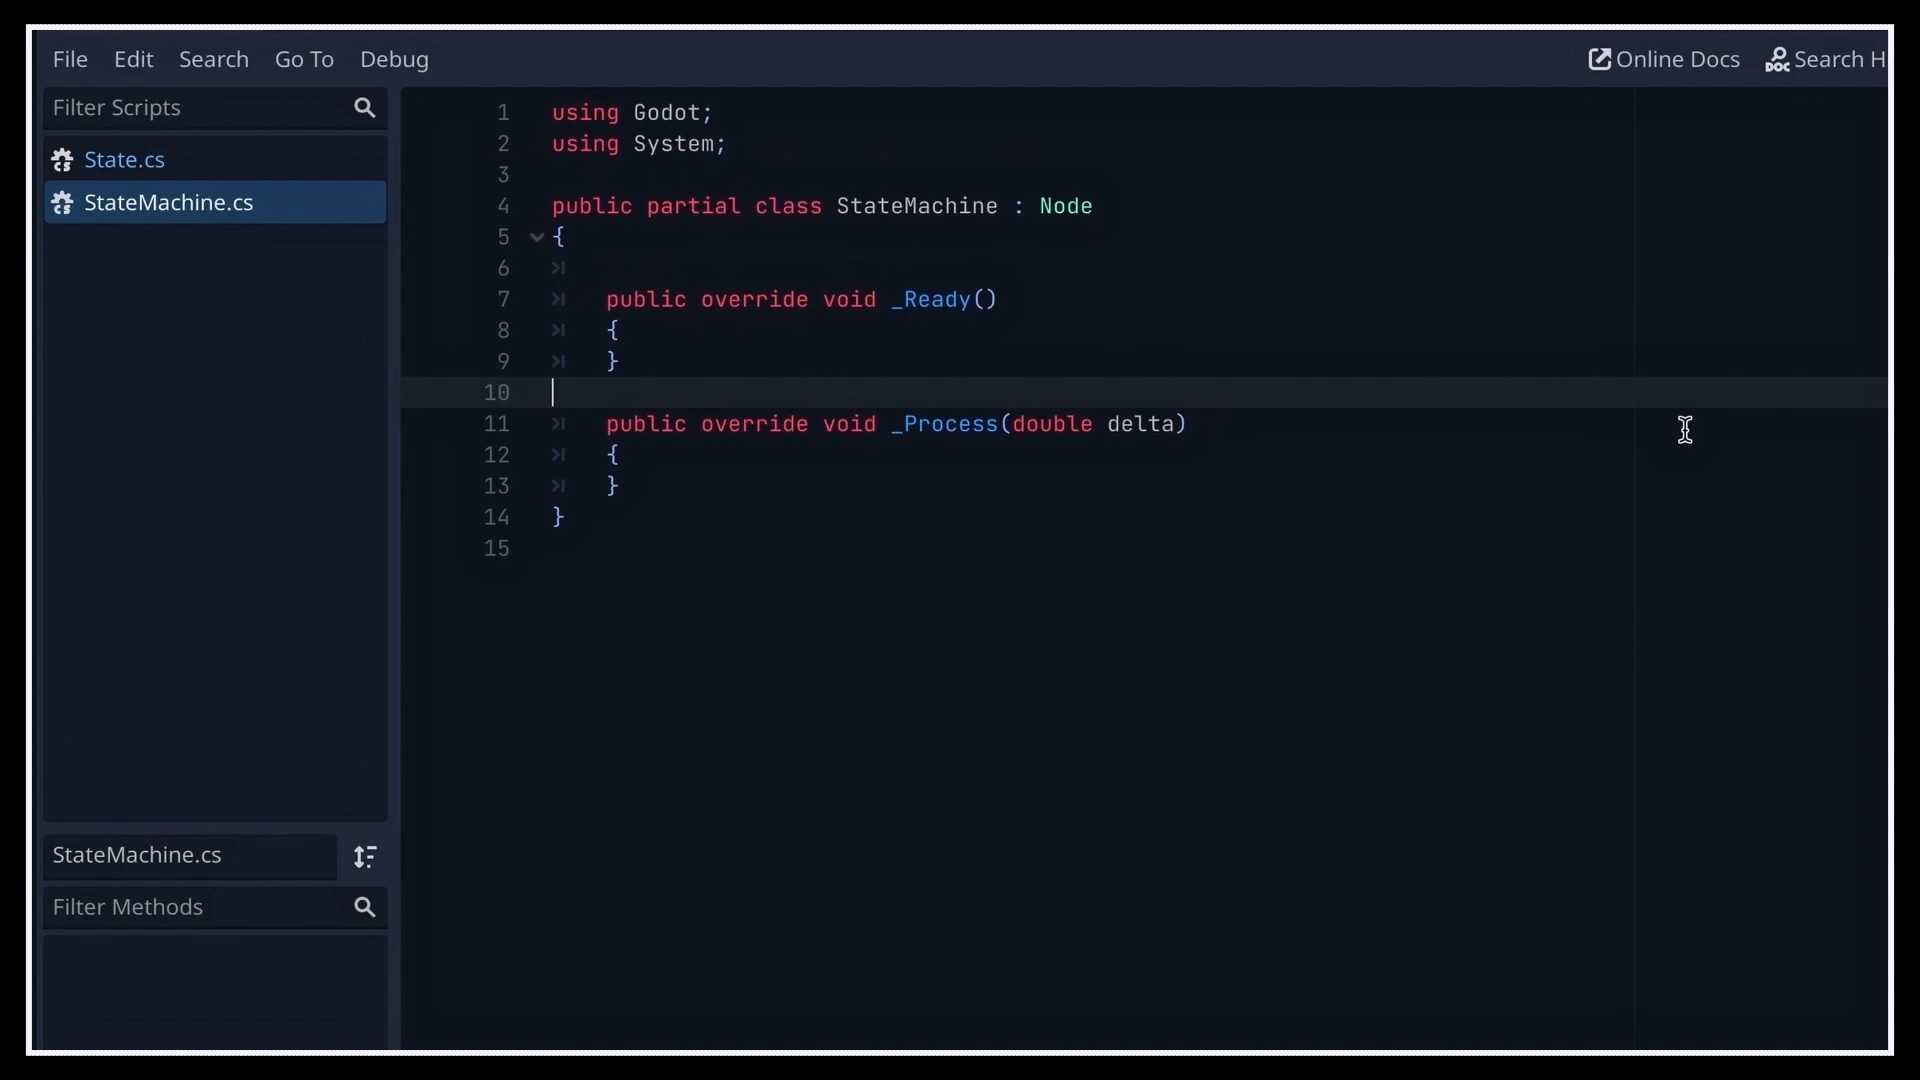 File Edit Search Go To Debug Online Docs Search H
Filter Scripts
State.cs
StateMachine.cs
StateMachine.cs
Filter Methods
1 using Godot;
2 using System;
3
4 public partial class StateMachine : Node
5 {
6
7 public override void _Ready()
8 {
9 }
10
11 public override void _Process(double delta)
12 {
13 }
14 }
15